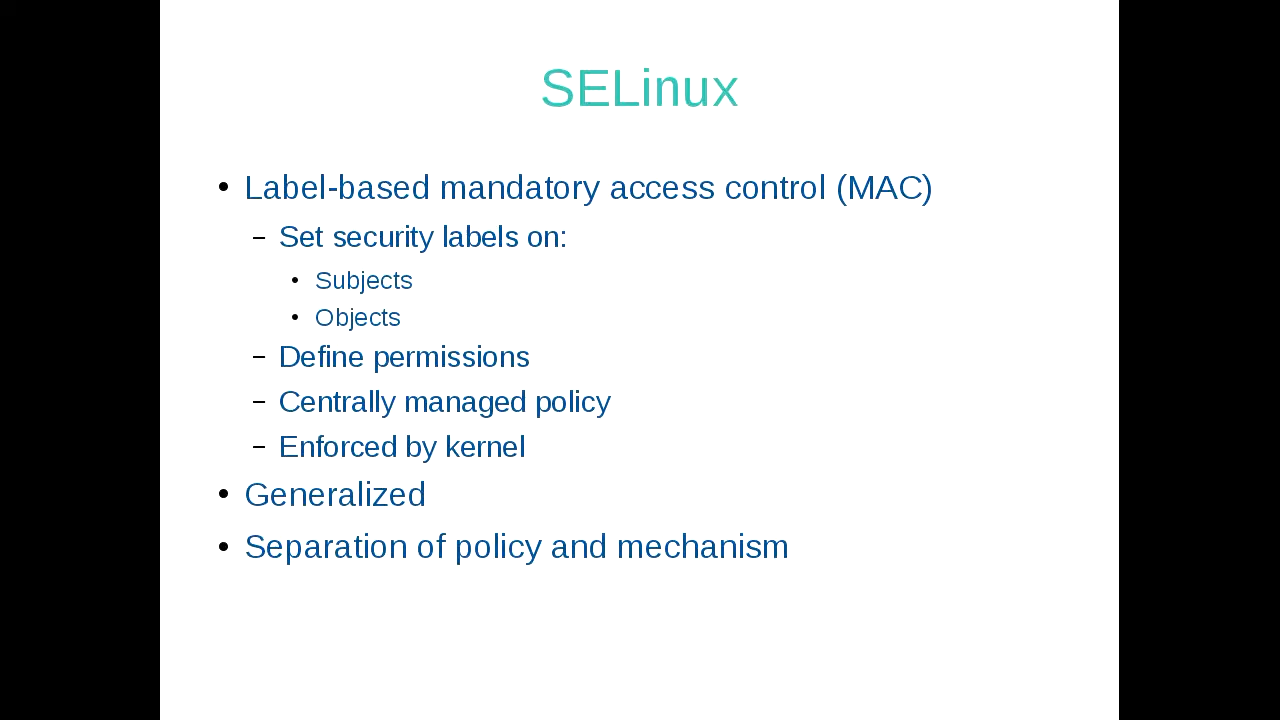 SELinux
• Label-based mandatory access control (MAC)
– Set security labels on:
• Subjects
• Objects
– Define permissions
– Centrally managed policy
– Enforced by kernel
• Generalized
• Separation of policy and mechanism